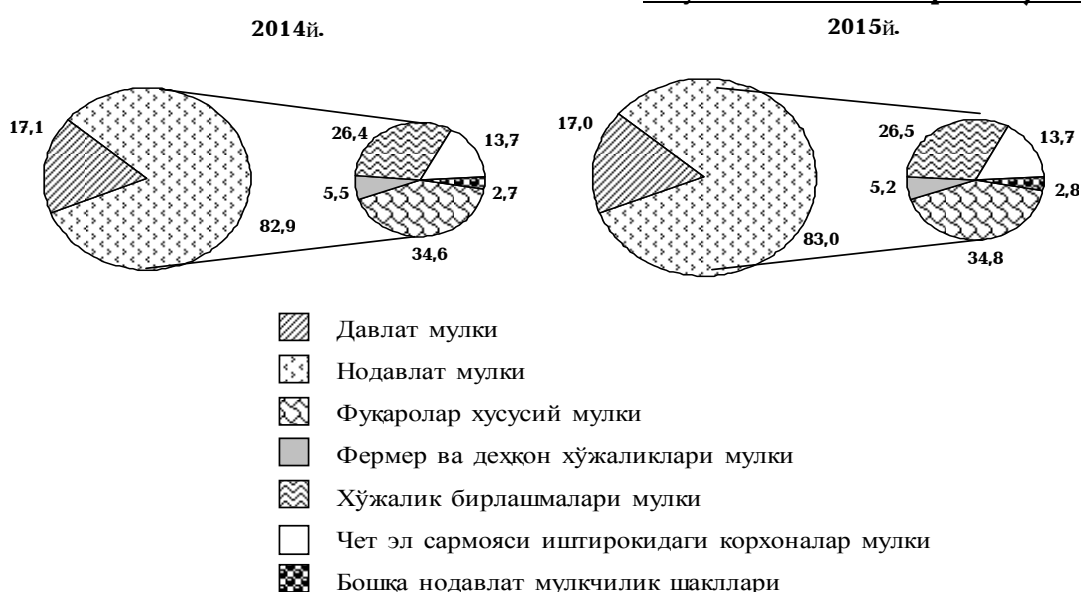 2014й.
2015й.
17,1
26,4
13,7
5,5
2,7
82,9
34,6
17,0
26,5
13,7
5,2
2,8
83,0
34,8
Давлат мулки
Нодавлат мулки
Фуқаролар хусусий мулки
Фермер ва деҳқон хўжаликлари мулки
Хўжалик бирлашмалари мулки
Чет эл сармояси иштирокидаги корхоналар мулки
Бошқа нодавлат мулкчилик шакллари